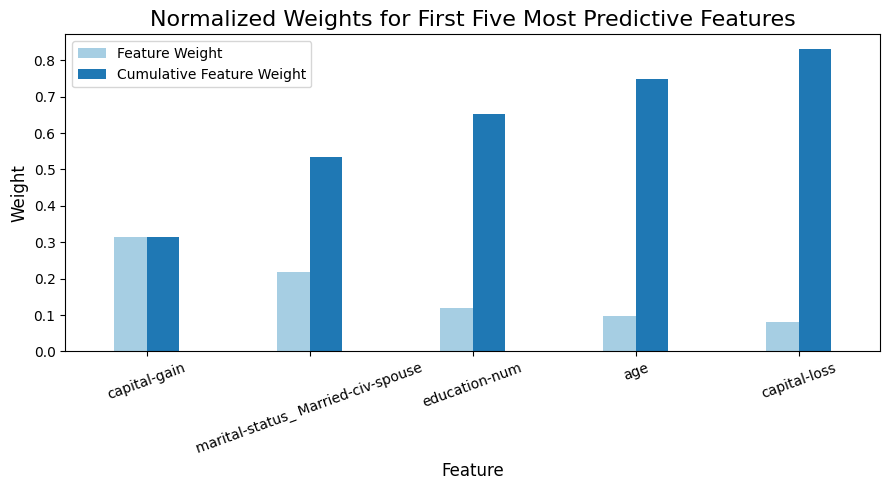 Normalized Weights for First Five Most Predictive Features
Feature Weight
Cumulative Feature Weight
Weight
0.8
0.7
0.6
0.5
0.4
0.3
0.2
0.1
0.0
capital-gain
marital-status_ Married-civ-spouse
education-num
age
capital-loss
Feature